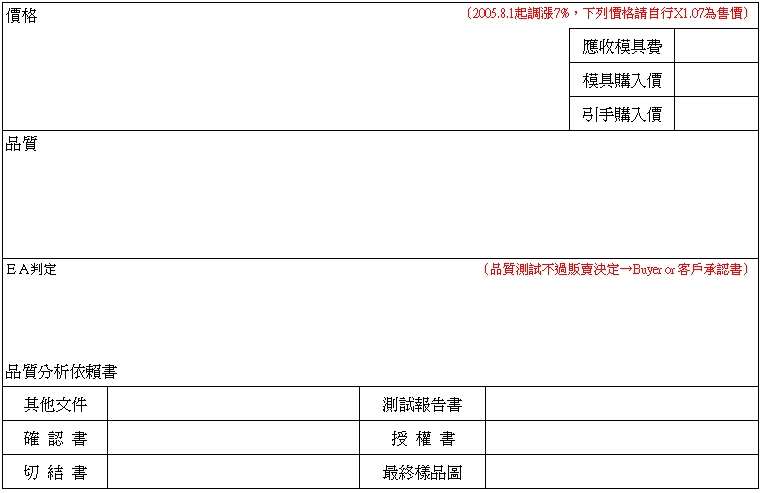 價格 〔2005.8.1起調漲7%，下列價格請自行X1.07為售價〕
應收模具費
模具購入價
引手購入價
品質
ＥＡ判定 〔品質測試不過販賣決定→Buyer or 客戶承認書〕
品質分析依賴書
其他文件 測試報告書
確 認 書 授 權 書
切 結 書 最終樣品圖